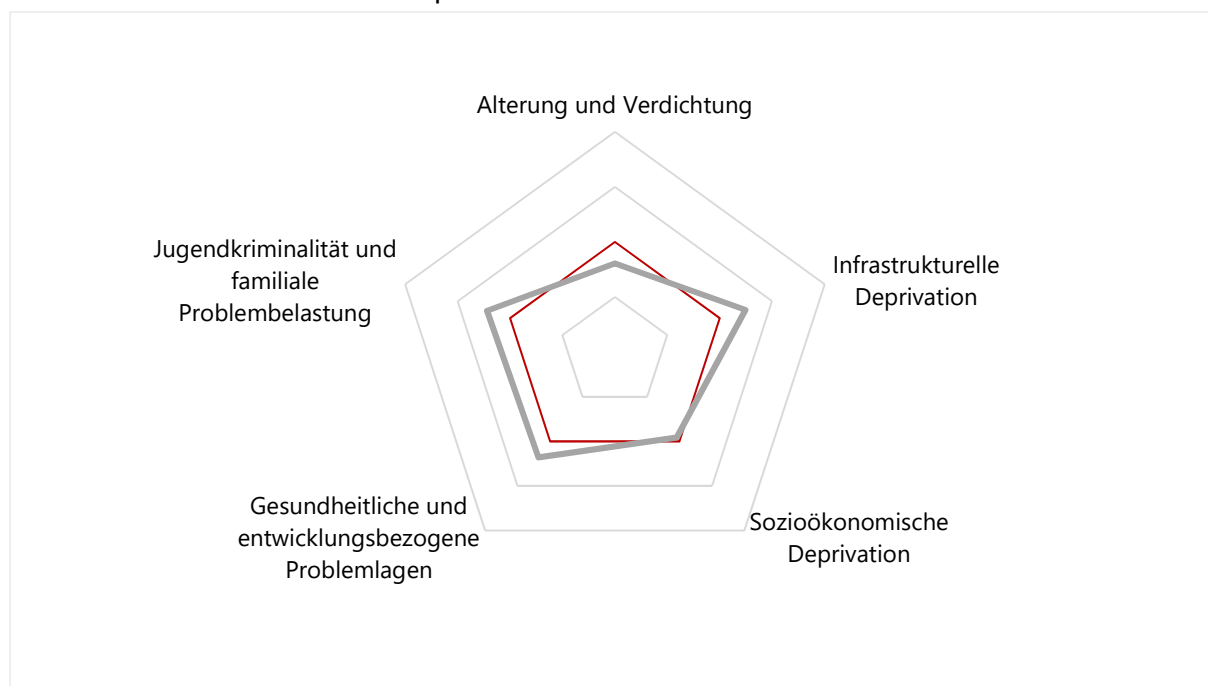 Alterung und Verdichtung
Jugendkriminalität und
familiale
Problembelastung
Infrastrukturelle
Deprivation
Gesundheitliche und
entwicklungsbezogene
Problemlagen
Sozioökonomische
Deprivation